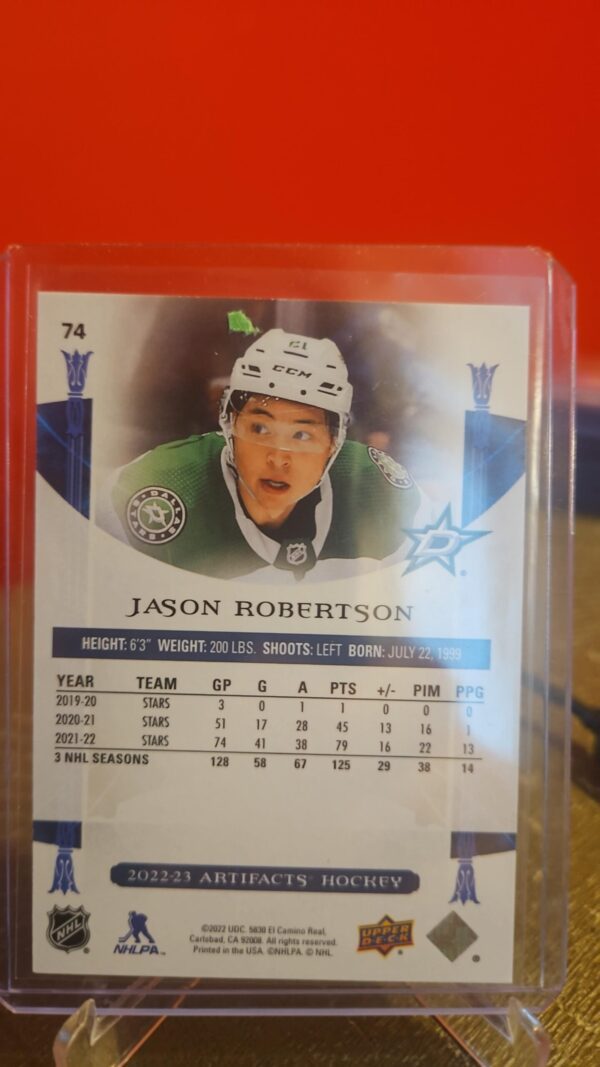 74
61
CCM
DALLAS
STARS
D
JASON ROBERTSON
HEIGHT: 6'3" WEIGHT: 200 LBS. SHOOTS: LEFT BORN: JULY 22, 1999
YEAR TEAM GP G A PTS +/- PIM PPG
2019-20 STARS 3 0 1 1 0 0 0
2020-21 STARS 51 17 28 45 13 16 1
2021-22 STARS 74 41 38 79 16 22 13
3 NHL SEASONS 128 58 67 125 29 38 14
2022-23 ARTIFACTS HOCKEY
NHL
NHLPA
©2022 UDC. 5830 El Camino Real,
Carlsbad, CA 92008. All rights reserved.
Printed in the USA. ©NHLPA. © NHL.
UPPER
DECK